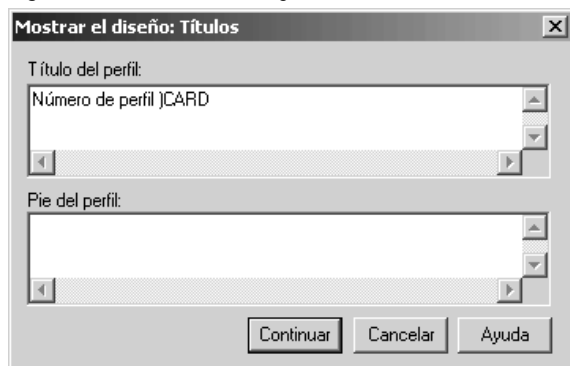 Mostrar el diseño: Títulos
Título del perfil:
Número de perfil )CARD
Pie del perfil:
Continuar Cancelar Ayuda